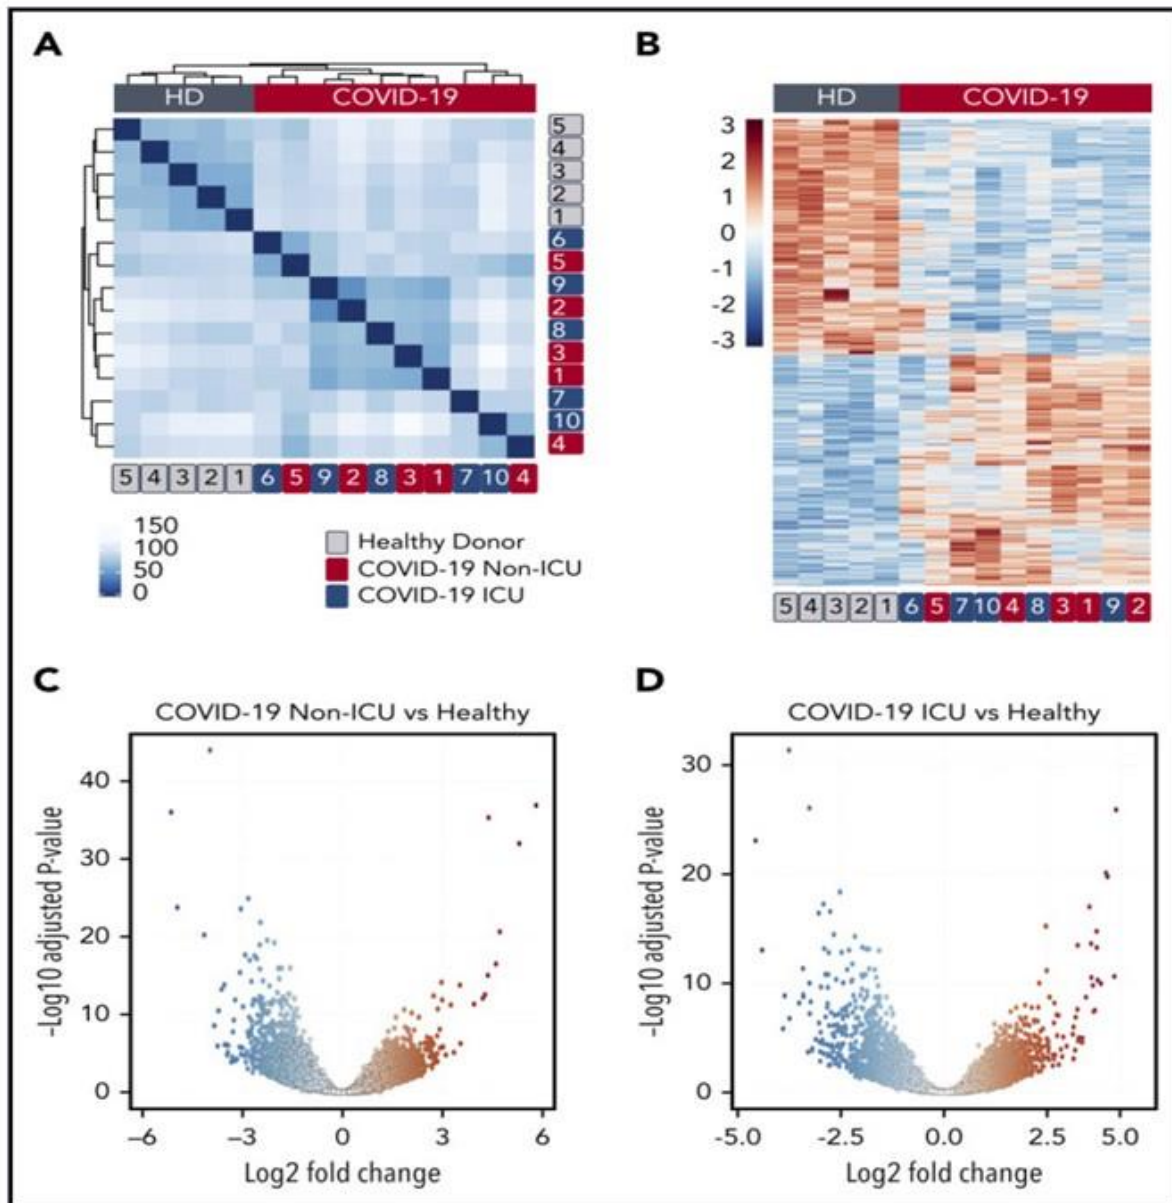 A
HD COVID-19
5
4
3
2
1
6
5
9
2
8
3
1
7
10
4
5 4 3 2 1 6 5 9 2 8 3 1 7 10 4
150
100
50
0
Healthy Donor
COVID-19 Non-ICU
COVID-19 ICU
B
HD COVID-19
3
2
1
0
-1
-2
-3
5 4 3 2 1 6 5 7 10 4 8 3 1 9 2
C
COVID-19 Non-ICU vs Healthy
-Log10 adjusted P-value
40
30
20
10
0
-6 -3 0 3 6
Log2 fold change
D
COVID-19 ICU vs Healthy
-Log10 adjusted P-value
30
20
10
0
-5.0 -2.5 0.0 2.5 5.0
Log2 fold change